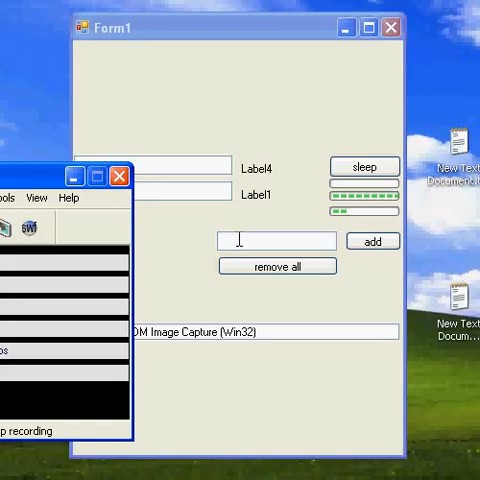 Form1
Label4
sleep
Label1
add
remove all
DM Image Capture (Win32)
ools View Help
os
p recording
New Text
Document.
New Text
Docum...